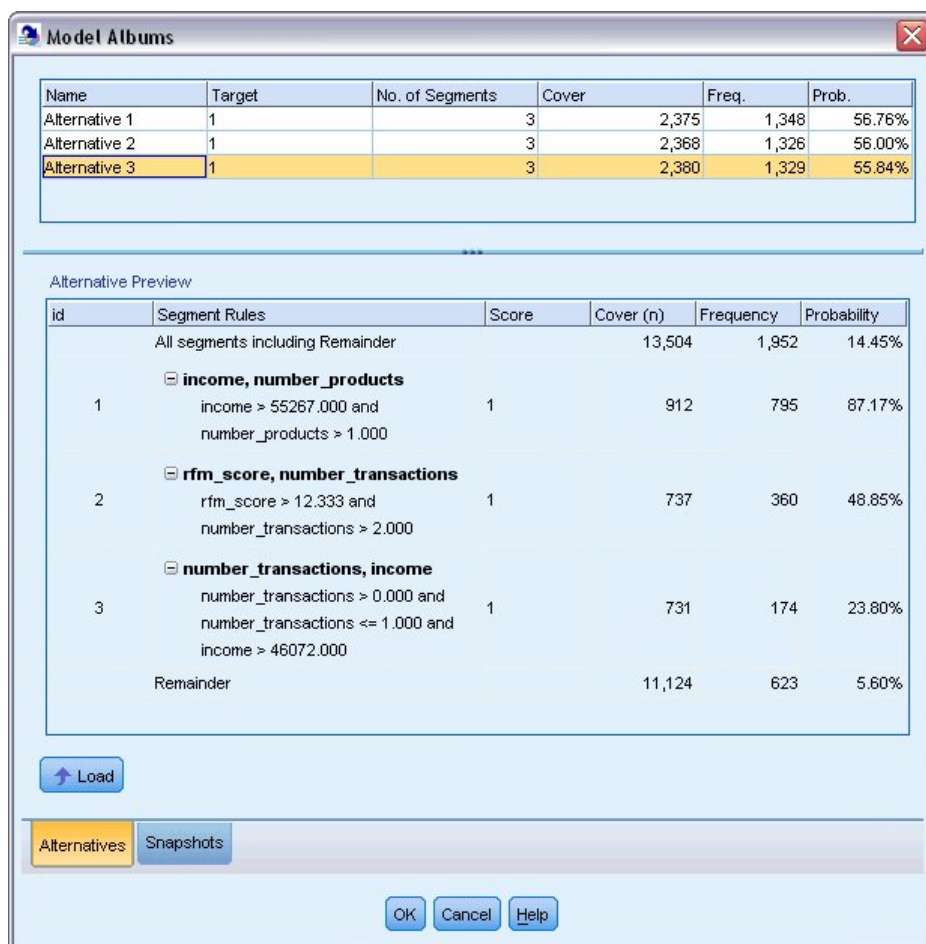 Model Albums
Name Target No. of Segments Cover Freq. Prob.
Alternative 1 1 3 2,375 1,348 56.76%
Alternative 2 1 3 2,368 1,326 56.00%
Alternative 3 1 3 2,380 1,329 55.84%
Alternative Preview
id Segment Rules Score Cover (n) Frequency Probability
All segments including Remainder 13,504 1,952 14.45%
income, number_products
income > 55267.000 and
1 1 912 795 87.17%
number_products > 1.000
rfm_score, number_transactions
rfm_score > 12.333 and
2 1 737 360 48.85%
number_transactions > 2.000
number_transactions, income
number_transactions > 0.000 and
3 number_transactions <= 1.000 and 1 731 174 23.80%
income > 46072.000
Remainder 11,124 623 5.60%
Load
Alternatives Snapshots
OK Cancel Help